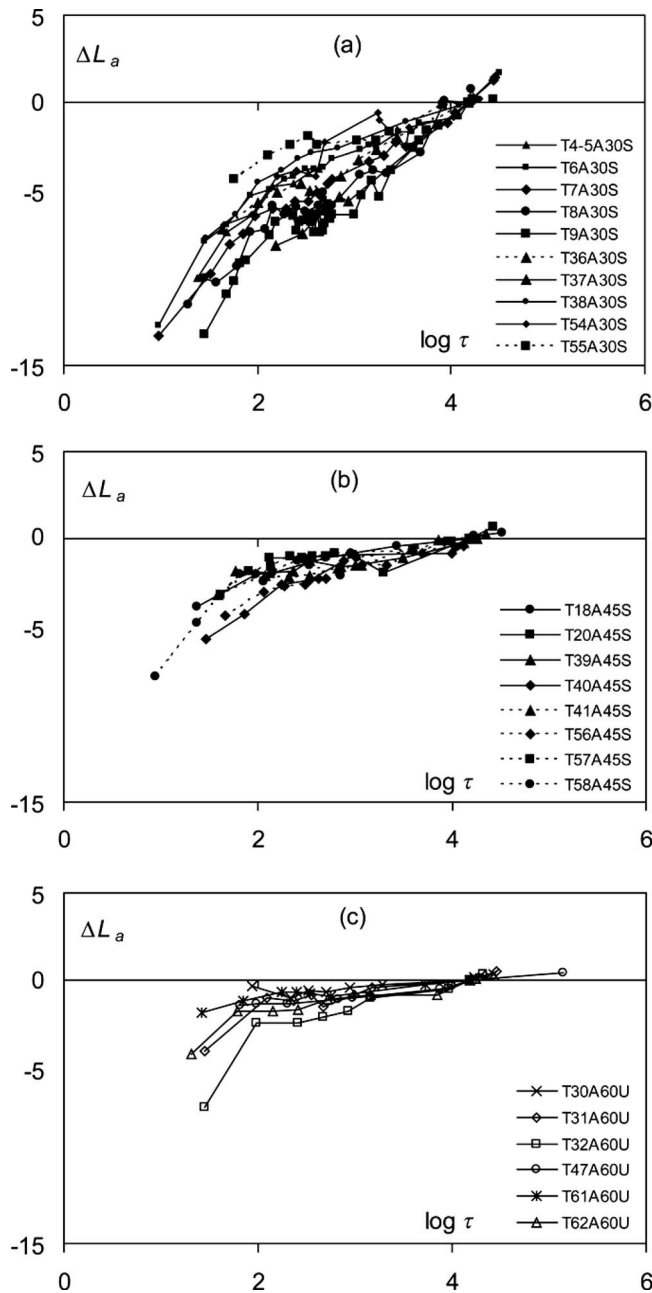 5
(a)
ΔL a
0
T4-5A30S
T6A30S
T7A30S
-5
T8A30S
T9A30S
T36A30S
T37A30S
T38A30S
T54A30S
log τ
T55A30S
-15
0 2 4 6
5
(b)
ΔL a
0
-5
T18A45S
T20A45S
T39A45S
T40A45S
T41A45S
T56A45S
T57A45S
log τ
T58A45S
-15
0 2 4 6
5
(c)
ΔL a
0
-5
T30A60U
T31A60U
T32A60U
T47A60U
T61A60U
log τ
T62A60U
-15
0 2 4 6